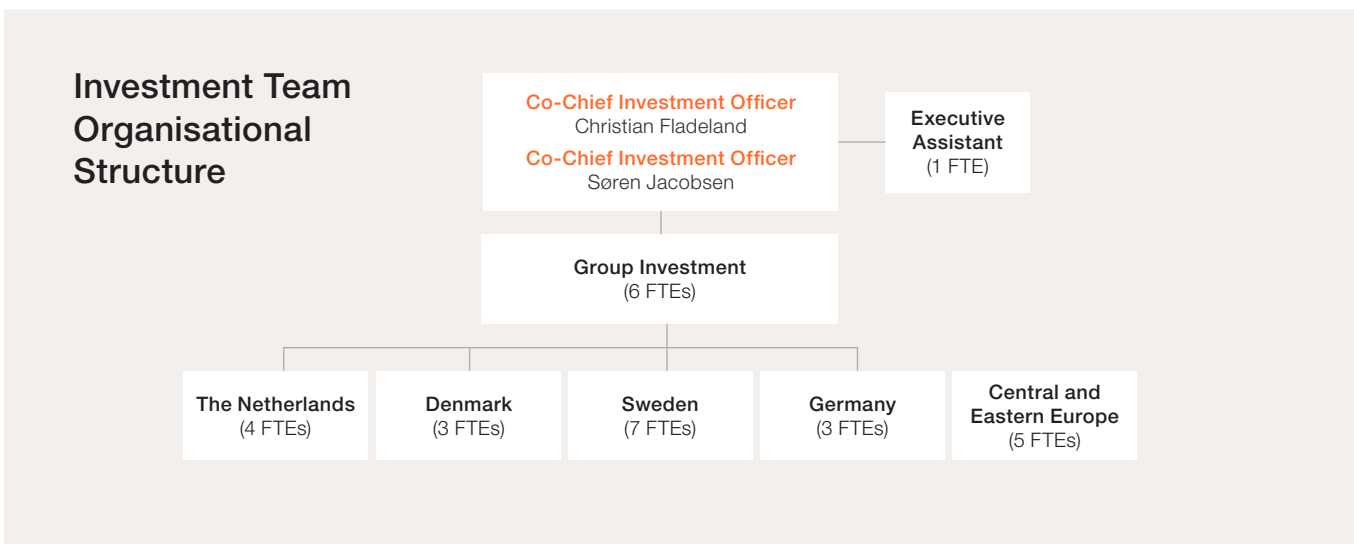 Investment Team
Organisational
Structure
Co-Chief Investment Officer
Christian Fladeland
Co-Chief Investment Officer
Søren Jacobsen
Executive
Assistant
(1 FTE)
Group Investment
(6 FTEs)
The Netherlands
(4 FTEs)
Denmark
(3 FTEs)
Sweden
(7 FTEs)
Germany
(3 FTEs)
Central and
Eastern Europe
(5 FTEs)